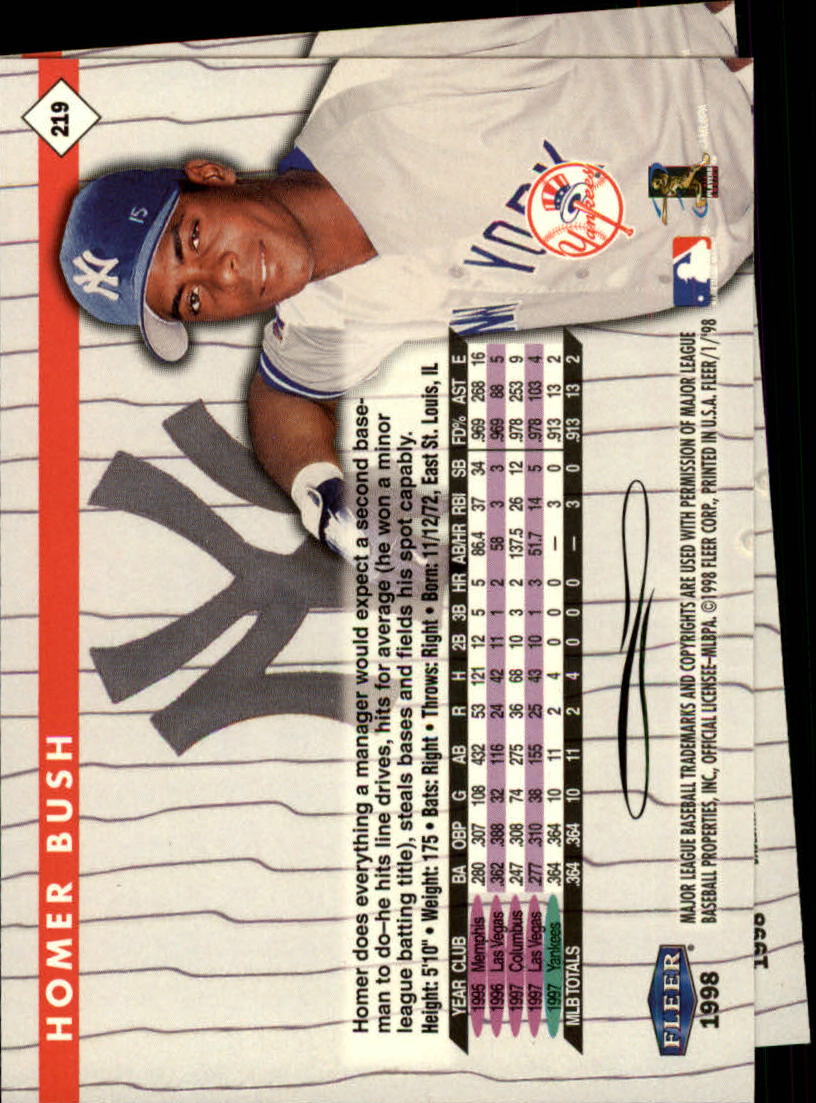 HOMER BUSH
219
Homer does everything a manager would expect a second base-
man to do–he hits line drives, hits for average (he won a minor
league batting title), steals bases and fields his spot capably.
Height: 5'10" • Weight: 175 • Bats: Right • Throws: Right • Born: 11/12/72, East St. Louis, IL
YEAR CLUB BA OBP G AB R H 2B 3B HR AB/HR RBI SB FD% AST E
1995 Memphis .280 .307 108 432 53 121 12 5 5 86.4 37 34 .969 268 16
1996 Las Vegas .362 .388 32 116 24 42 11 1 2 58 3 3 .969 88 5
1997 Columbus .247 .308 74 275 36 68 10 3 2 137.5 26 12 .978 253 9
1997 Las Vegas .277 .310 38 155 25 43 10 1 3 51.7 14 5 .978 103 4
1997 Yankees .364 .364 10 11 2 4 0 0 0 — 3 0 .913 13 2
MLB TOTALS .364 .364 10 11 2 4 0 0 0 — 3 0 .913 13 2
NY
15
YORK
Yankees
PLAYERS
FLEER®
1998
MAJOR LEAGUE BASEBALL TRADEMARKS AND COPYRIGHTS ARE USED WITH PERMISSION OF MAJOR LEAGUE
BASEBALL PROPERTIES, INC., OFFICIAL LICENSEE–MLBPA. ©1998 FLEER CORP., PRINTED IN U.S.A. FLEER/1/'98
1998